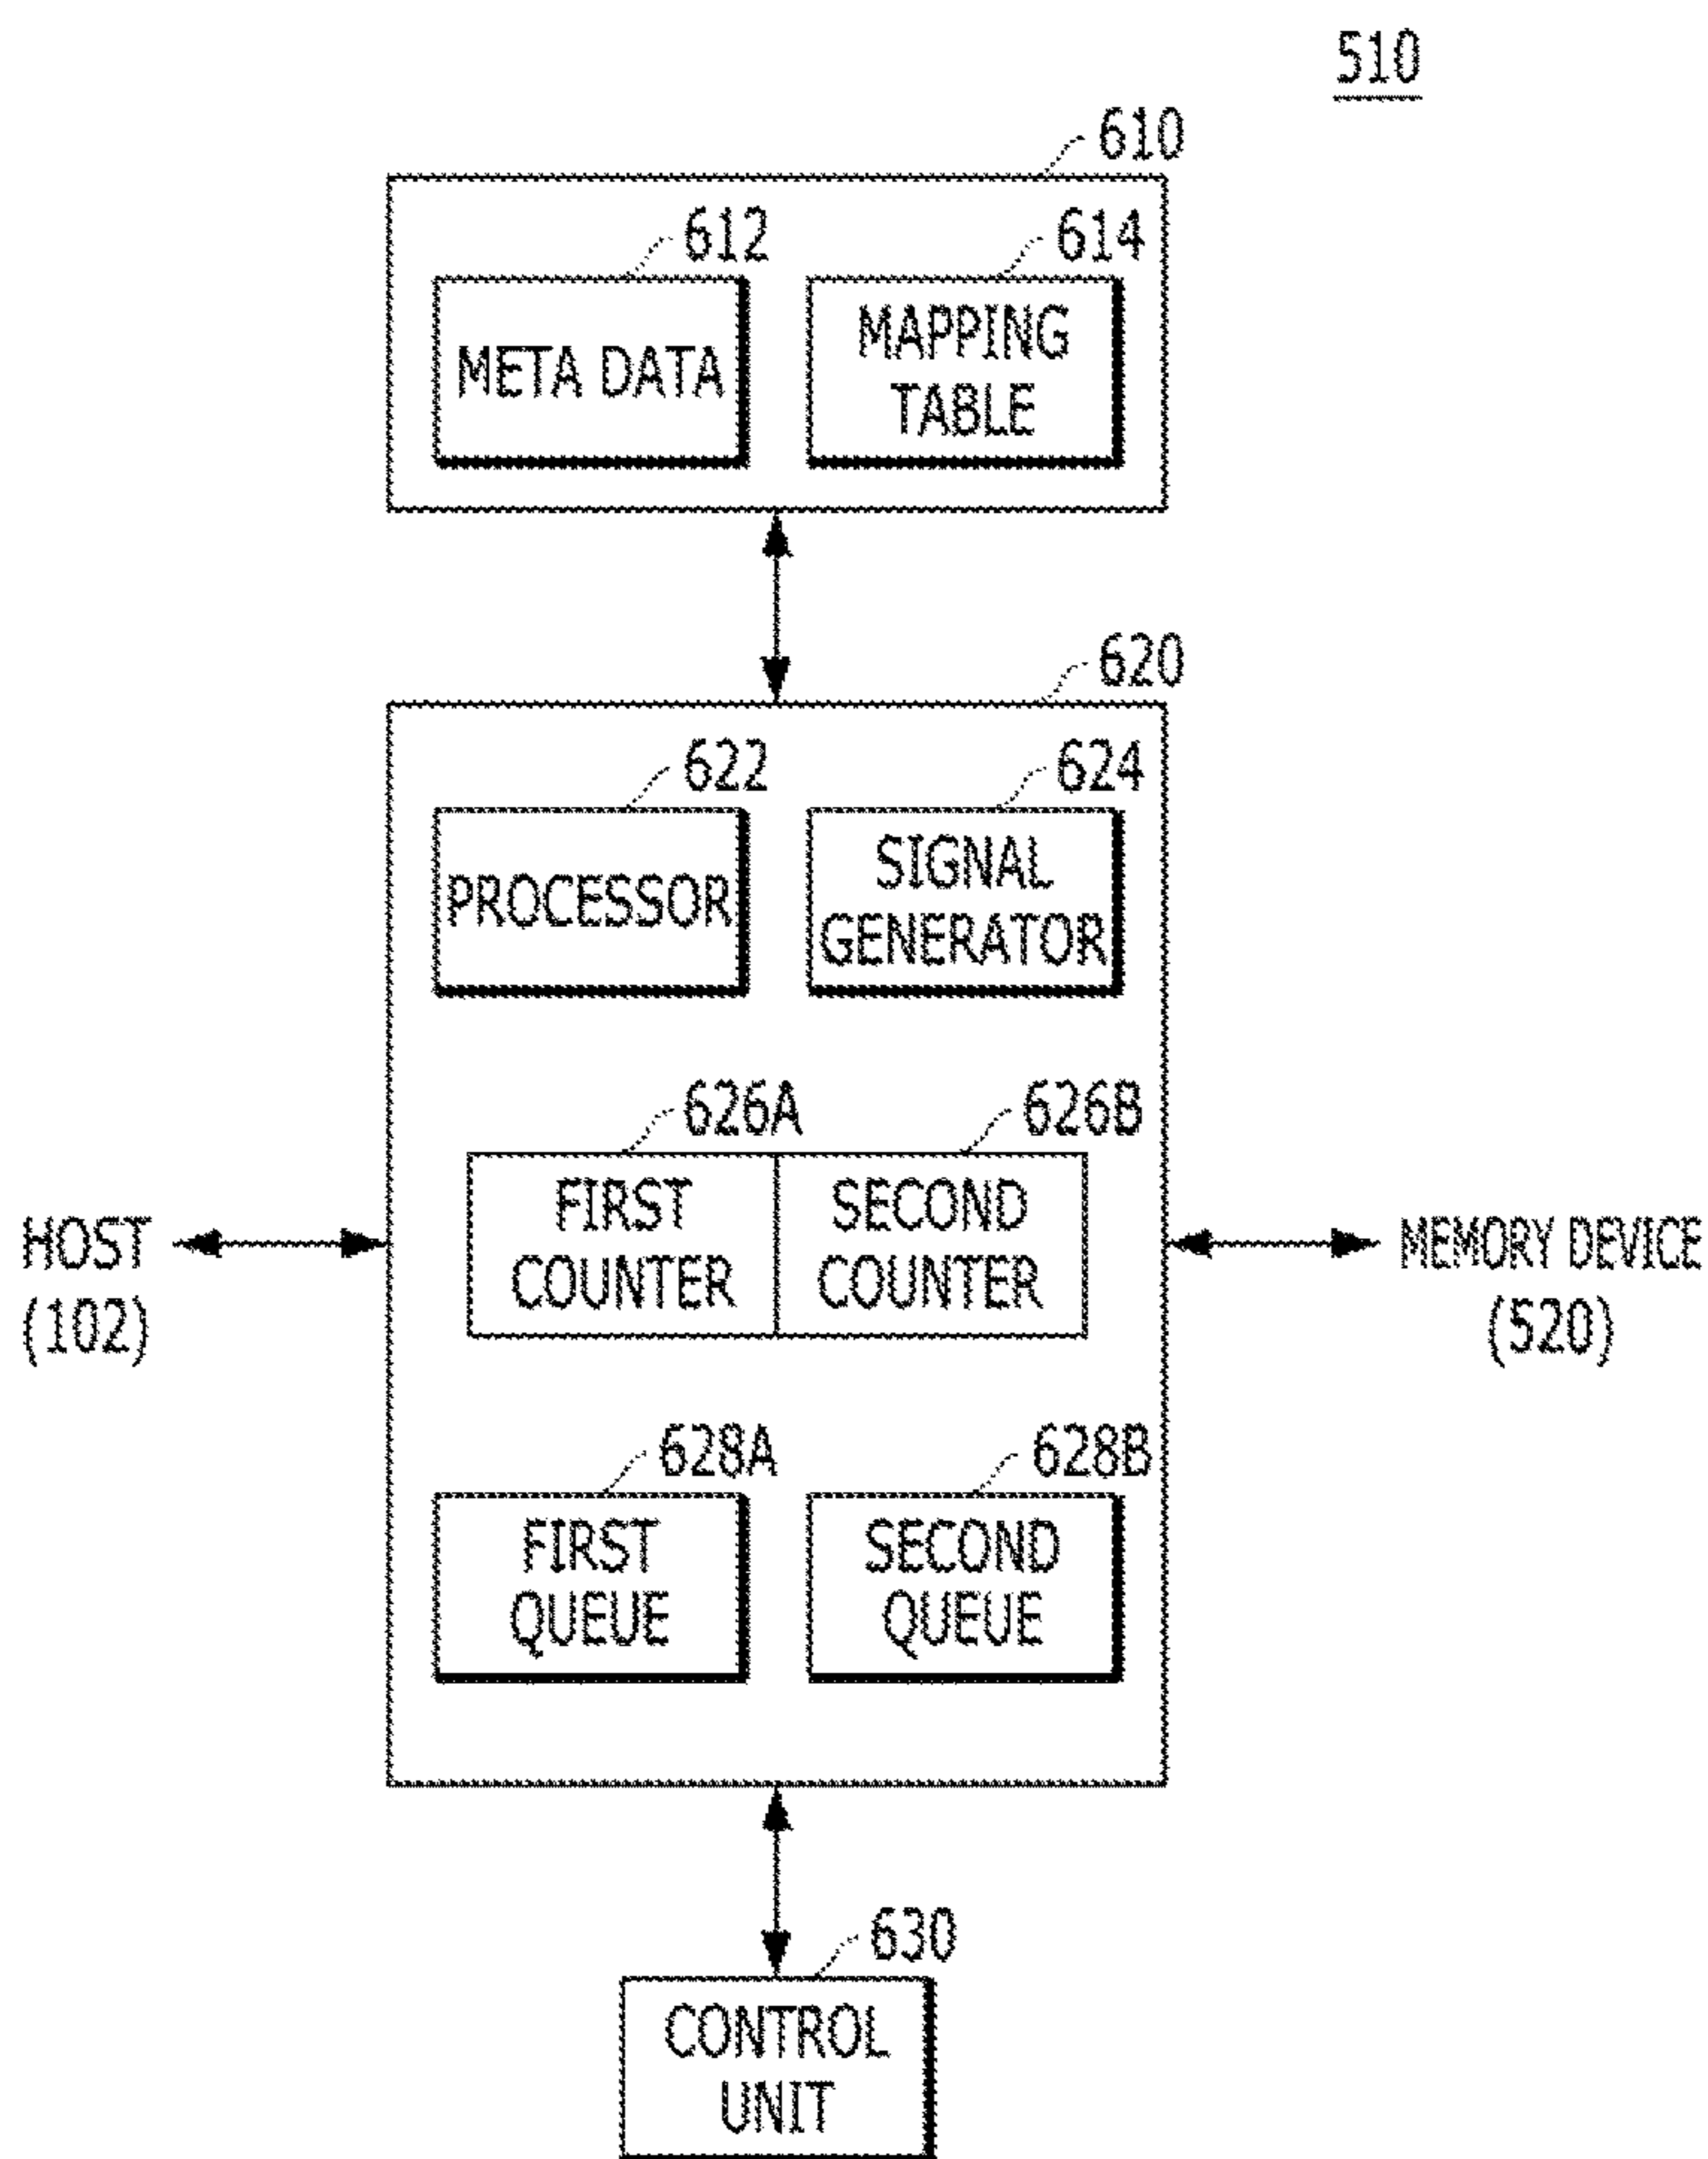 510
610
612
614
META DATA
MAPPING
TABLE
620
622
624
PROCESSOR
SIGNAL
GENERATOR
626A
626B
FIRST
COUNTER
SECOND
COUNTER
HOST
(102)
MEMORY DEVICE
(520)
628A
628B
FIRST
QUEUE
SECOND
QUEUE
630
CONTROL
UNIT